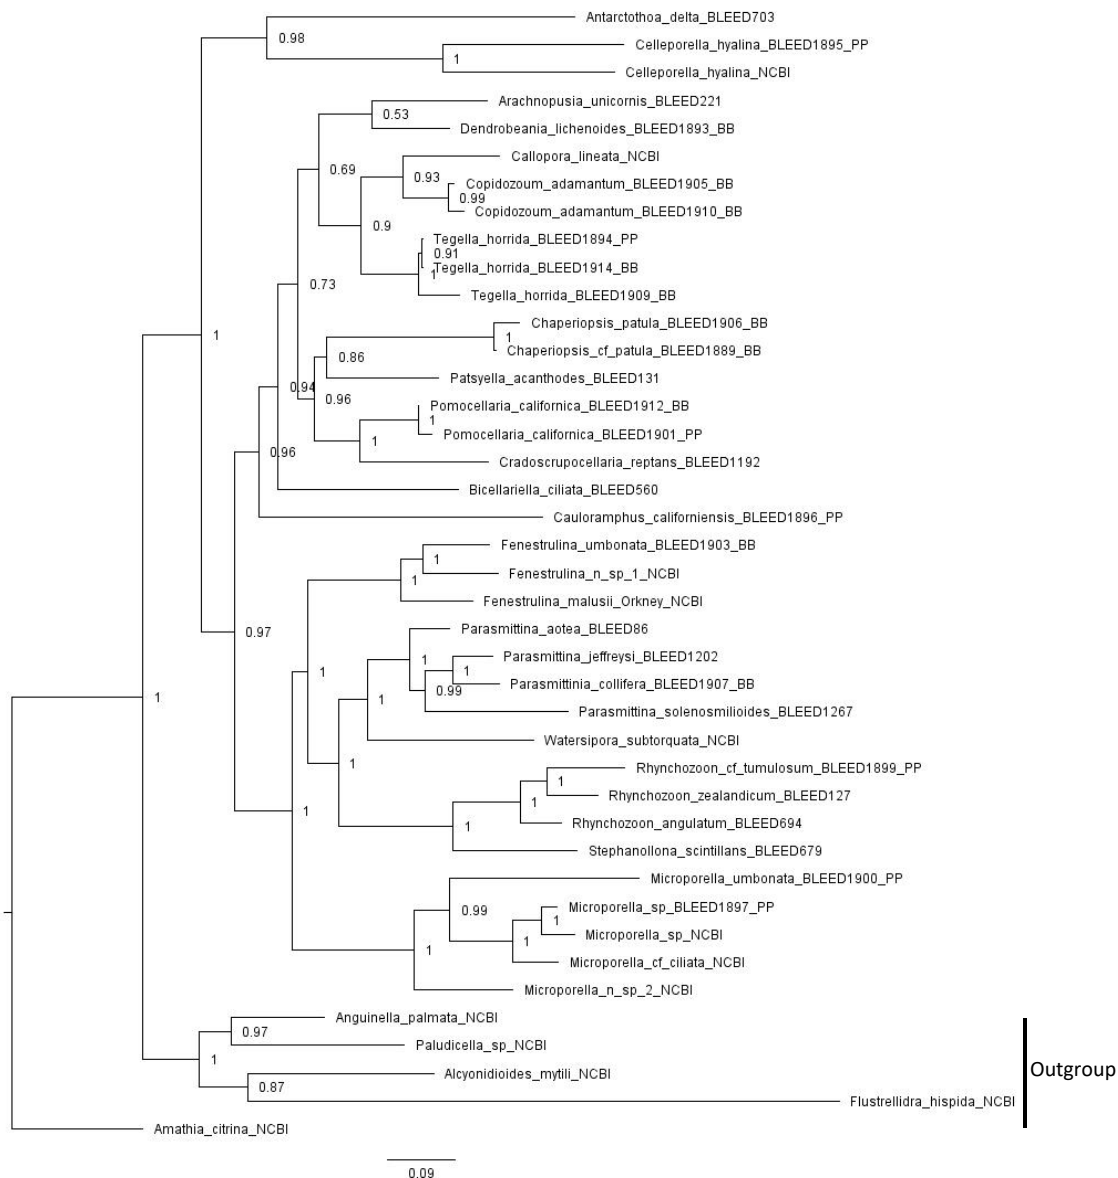 Antarctothoa_delta_BLEED703
0.98
Celleporella_hyalina_BLEED1895_PP
1
Celleporella_hyalina_NCBI
Arachnopusia_unicornis_BLEED221
0.53
Dendrobeania_lichenoides_BLEED1893_BB
Callopora_lineata_NCBI
0.69
0.93
Copidozoum_adamantum_BLEED1905_BB
0.99
Copidozoum_adamantum_BLEED1910_BB
0.9
Tegella_horrida_BLEED1894_PP
0.91
Tegella_horrida_BLEED1914_BB
1
0.73
Tegella_horrida_BLEED1909_BB
Chaperiopsis_patula_BLEED1906_BB
1
1
Chaperiopsis_cf_patula_BLEED1889_BB
0.86
Patsyella_acanthodes_BLEED131
0.94
0.96
Pomocellaria_californica_BLEED1912_BB
1
Pomocellaria_californica_BLEED1901_PP
1
0.96
Cradoscrupocellaria_reptans_BLEED1192
Bicellariella_ciliata_BLEED560
Cauloramphus_californiensis_BLEED1896_PP
Fenestrulina_umbonata_BLEED1903_BB
1
Fenestrulina_n_sp_1_NCBI
1
Fenestrulina_malusii_Orkney_NCBI
0.97
Parasmittina_aotea_BLEED86
1
Parasmittina_jeffreysi_BLEED1202
1
1
Parasmittinia_collifera_BLEED1907_BB
0.99
1
1
Parasmittina_solenosmilioides_BLEED1267
Watersipora_subtorquata_NCBI
1
Rhynchozoon_cf_tumulosum_BLEED1899_PP
1
Rhynchozoon_zealandicum_BLEED127
1
1
Rhynchozoon_angulatum_BLEED694
1
Stephanollona_scintillans_BLEED679
Microporella_umbonata_BLEED1900_PP
0.99
Microporella_sp_BLEED1897_PP
1
Microporella_sp_NCBI
1
1
Microporella_cf_ciliata_NCBI
Microporella_n_sp_2_NCBI
Anguinella_palmata_NCBI
0.97
Paludicella_sp_NCBI
1
Alcyonidioides_mytili_NCBI
Outgroup
0.87
Flustrellidra_hispida_NCBI
Amathia_citrina_NCBI
0.09